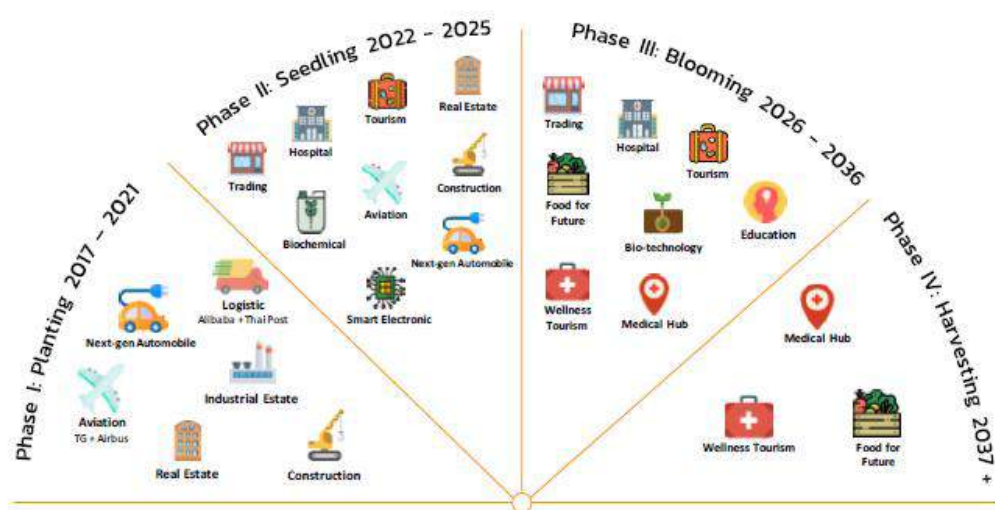 Phase I: Planting 2017 - 2021
Next-gen Automobile
Logistic
Alibaba + Thai Post
Aviation
TG + Airbus
Industrial Estate
Real Estate
Construction
Phase II: Seedling 2022 - 2025
Trading
Hospital
Tourism
Real Estate
Biochemical
Aviation
Construction
Next-gen Automobile
Smart Electronic
Phase III: Blooming 2026 - 2036
Trading
Hospital
Tourism
Food for
Future
Bio-technology
Education
Wellness
Tourism
Medical Hub
Phase IV: Harvesting 2037 +
Medical Hub
Wellness Tourism
Food for
Future